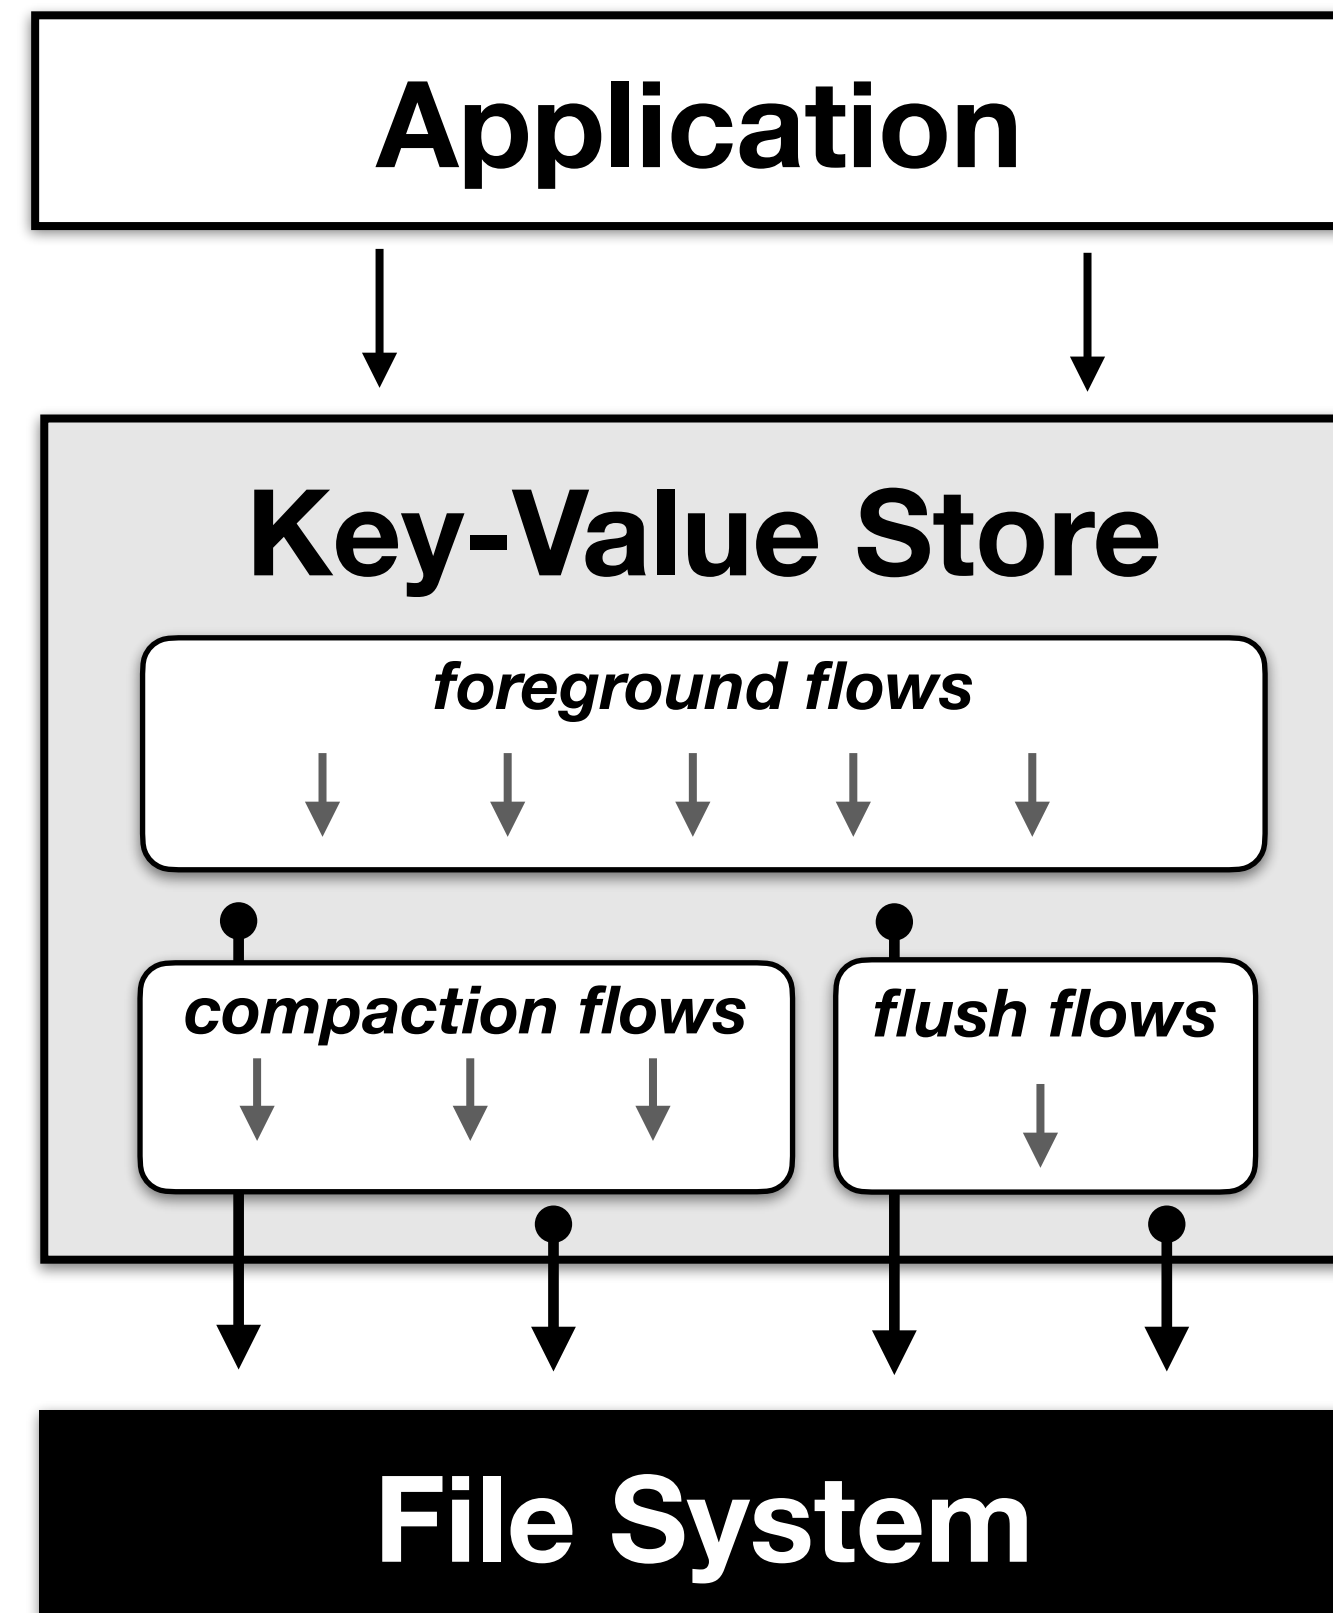 Application
Key-Value Store
foreground flows
compaction flows
flush flows
File System